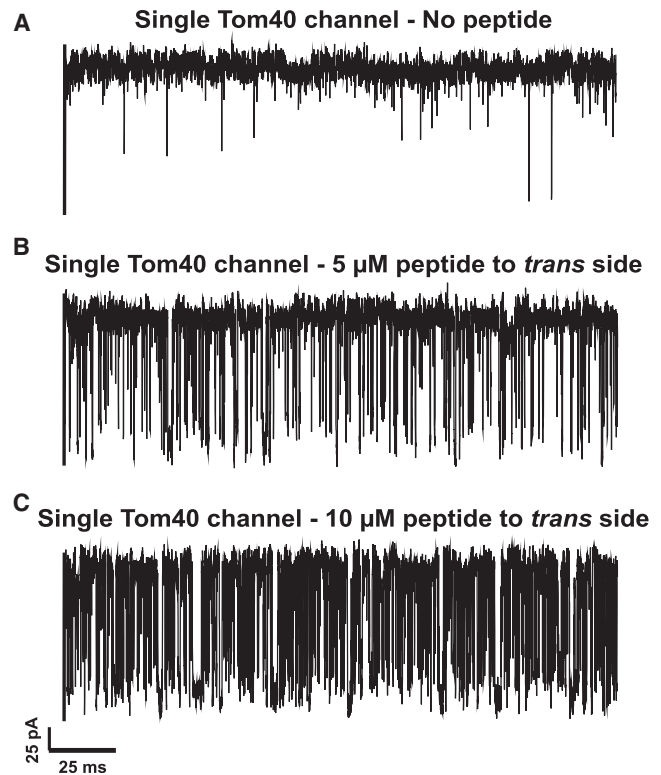 A
Single Tom40 channel - No peptide
B
Single Tom40 channel - 5 µM peptide to trans side
C
Single Tom40 channel - 10 µM peptide to trans side
25 pA
25 ms